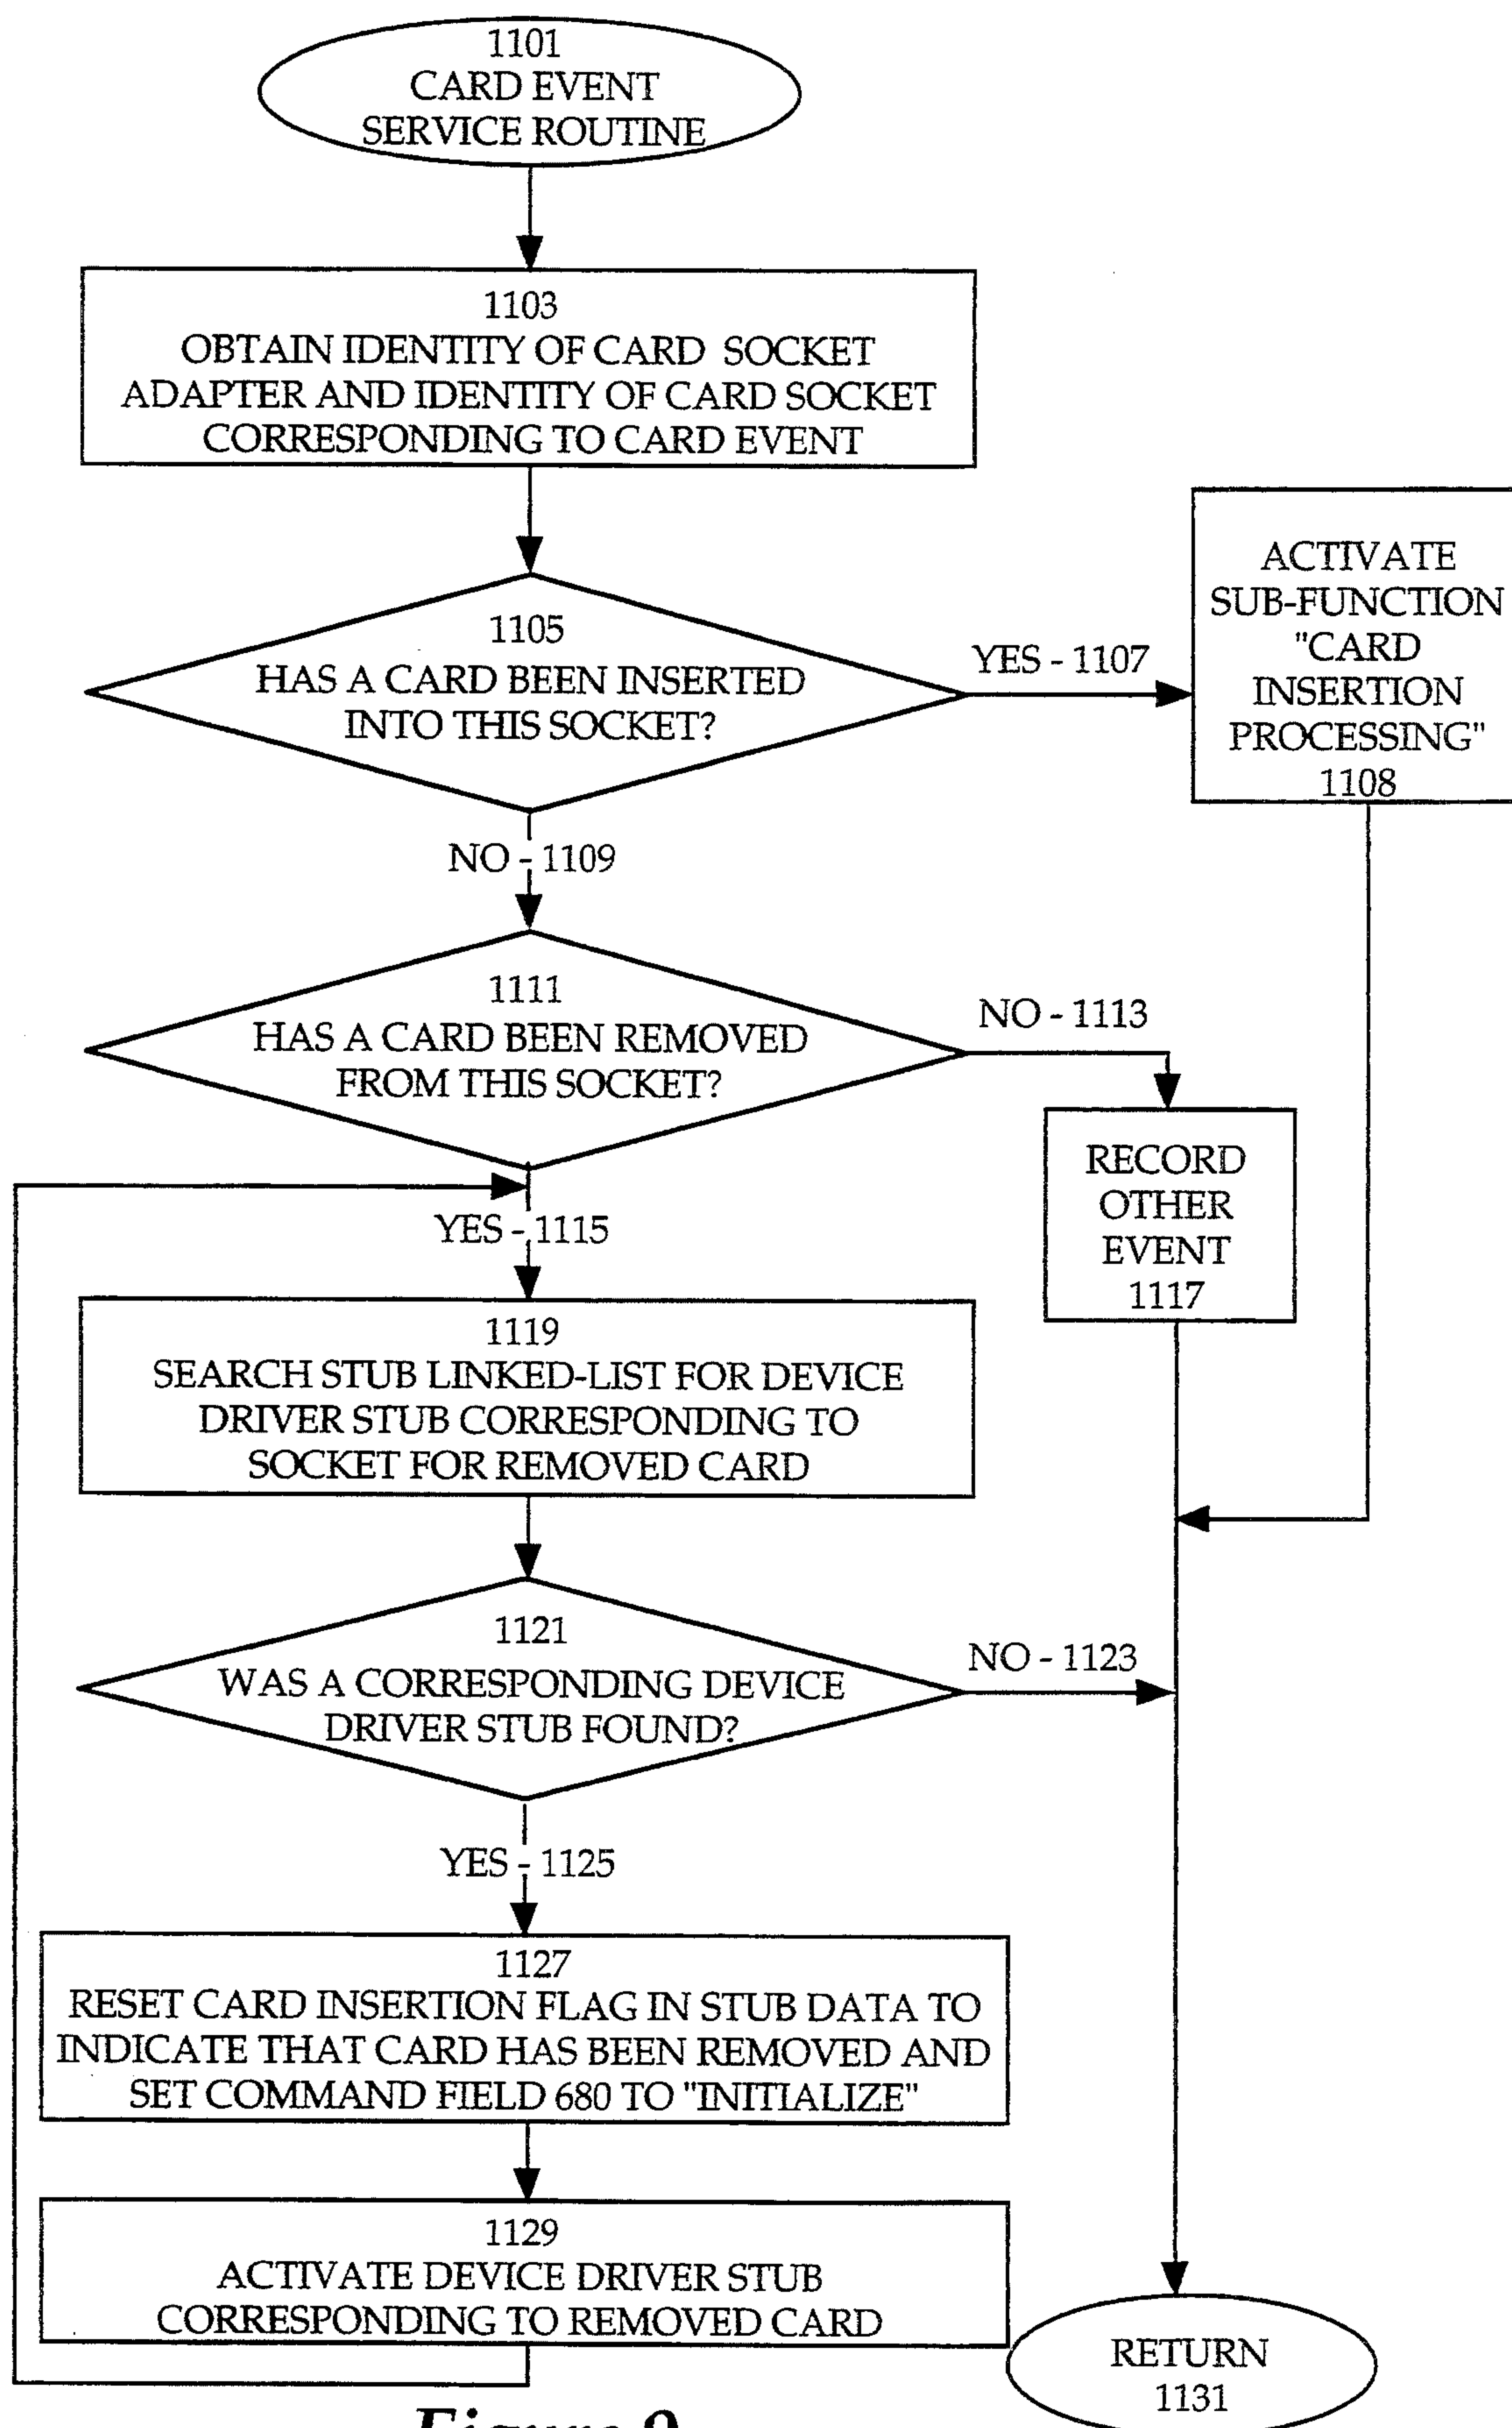 1101
CARD EVENT
SERVICE ROUTINE
1103
OBTAIN IDENTITY OF CARD SOCKET
ADAPTER AND IDENTITY OF CARD SOCKET
CORRESPONDING TO CARD EVENT
1105
HAS A CARD BEEN INSERTED
INTO THIS SOCKET?
YES - 1107
ACTIVATE
SUB-FUNCTION
"CARD
INSERTION
PROCESSING"
1108
NO - 1109
1111
HAS A CARD BEEN REMOVED
FROM THIS SOCKET?
NO - 1113
RECORD
OTHER
EVENT
1117
YES - 1115
1119
SEARCH STUB LINKED-LIST FOR DEVICE
DRIVER STUB CORRESPONDING TO
SOCKET FOR REMOVED CARD
1121
WAS A CORRESPONDING DEVICE
DRIVER STUB FOUND?
NO - 1123
YES - 1125
1127
RESET CARD INSERTION FLAG IN STUB DATA TO
INDICATE THAT CARD HAS BEEN REMOVED AND
SET COMMAND FIELD 680 TO "INITIALIZE"
1129
ACTIVATE DEVICE DRIVER STUB
CORRESPONDING TO REMOVED CARD
RETURN
1131
Figure 9